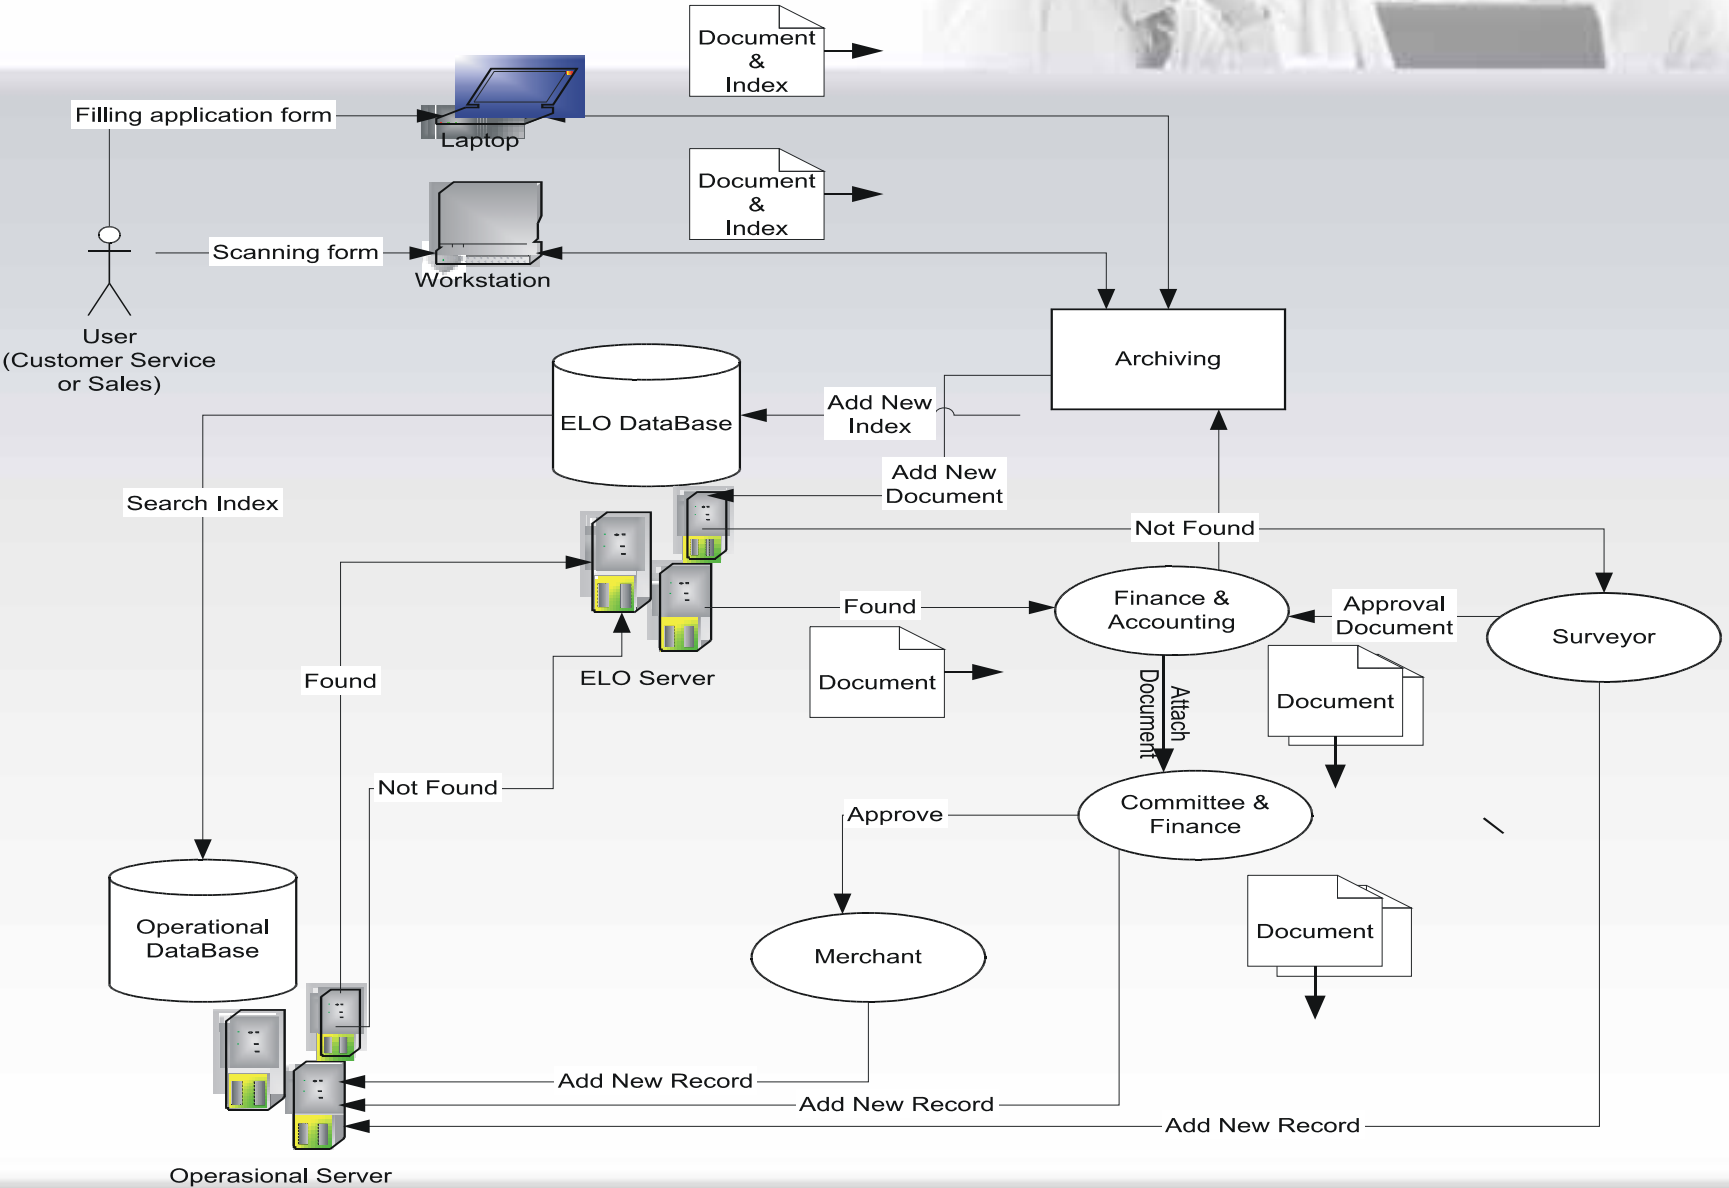 Document
&
Index
Filling application form
Laptop
Document
&
Index
Scanning form
Workstation
User
(Customer Service
or Sales)
Archiving
ELO DataBase
Add New
Index
Add New
Document
Search Index
Not Found
Found
Finance &
Accounting
Approval
Document
Surveyor
Found
ELO Server
Document
Attach
Document
Document
Not Found
Approve
Committee &
Finance
Operational
DataBase
Merchant
Document
Add New Record
Add New Record
Add New Record
Operasional Server